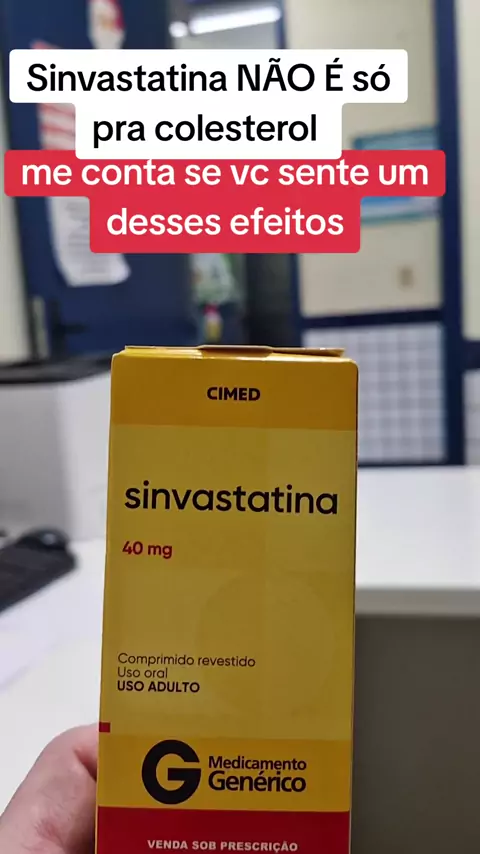 Sinvastatina NÃO É só
pra colesterol
me conta se vc sente um
desses efeitos
CIMED
sinvastatina
40 mg
Comprimido revestido
Uso oral
USO ADULTO
G Medicamento
Genérico
VENDA SOB PRESCRIÇÃO